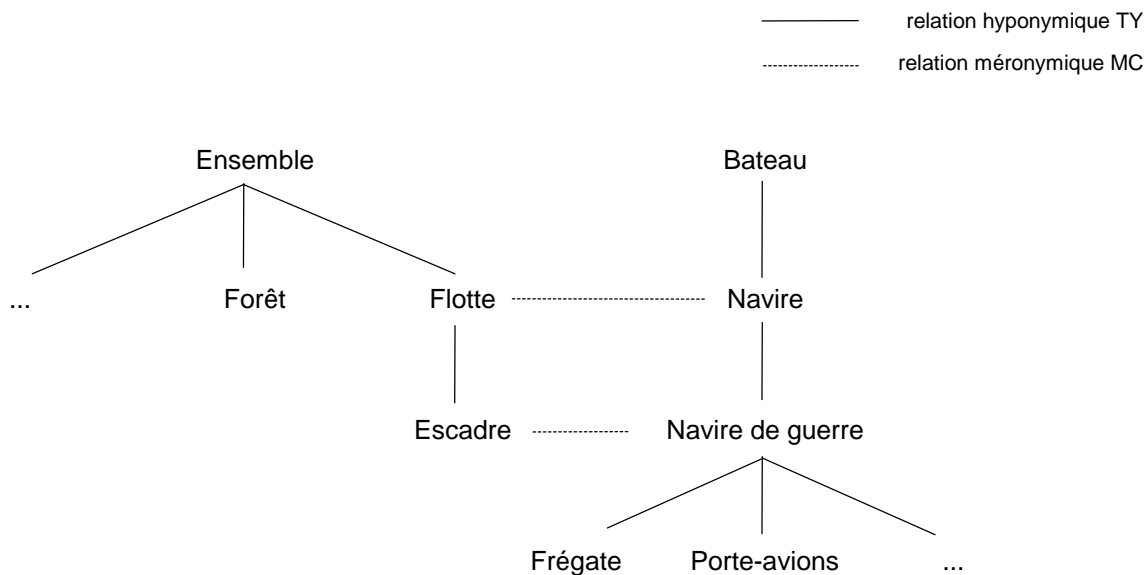 relation hyponymique TY
relation méronymique MC
Ensemble Bateau
... Forêt Flotte Navire
Escadre Navire de guerre
Frégate Porte-avions ...